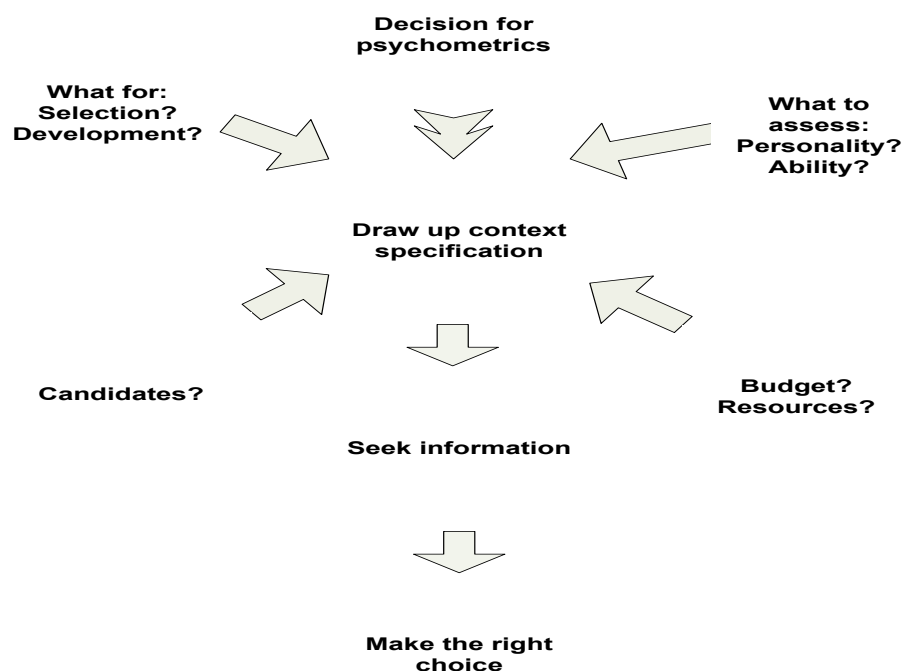 Decision for
psychometrics
What for:
Selection?
Development?
What to
assess:
Personality?
Ability?
Draw up context
specification
Candidates?
Budget?
Resources?
Seek information
Make the right
choice